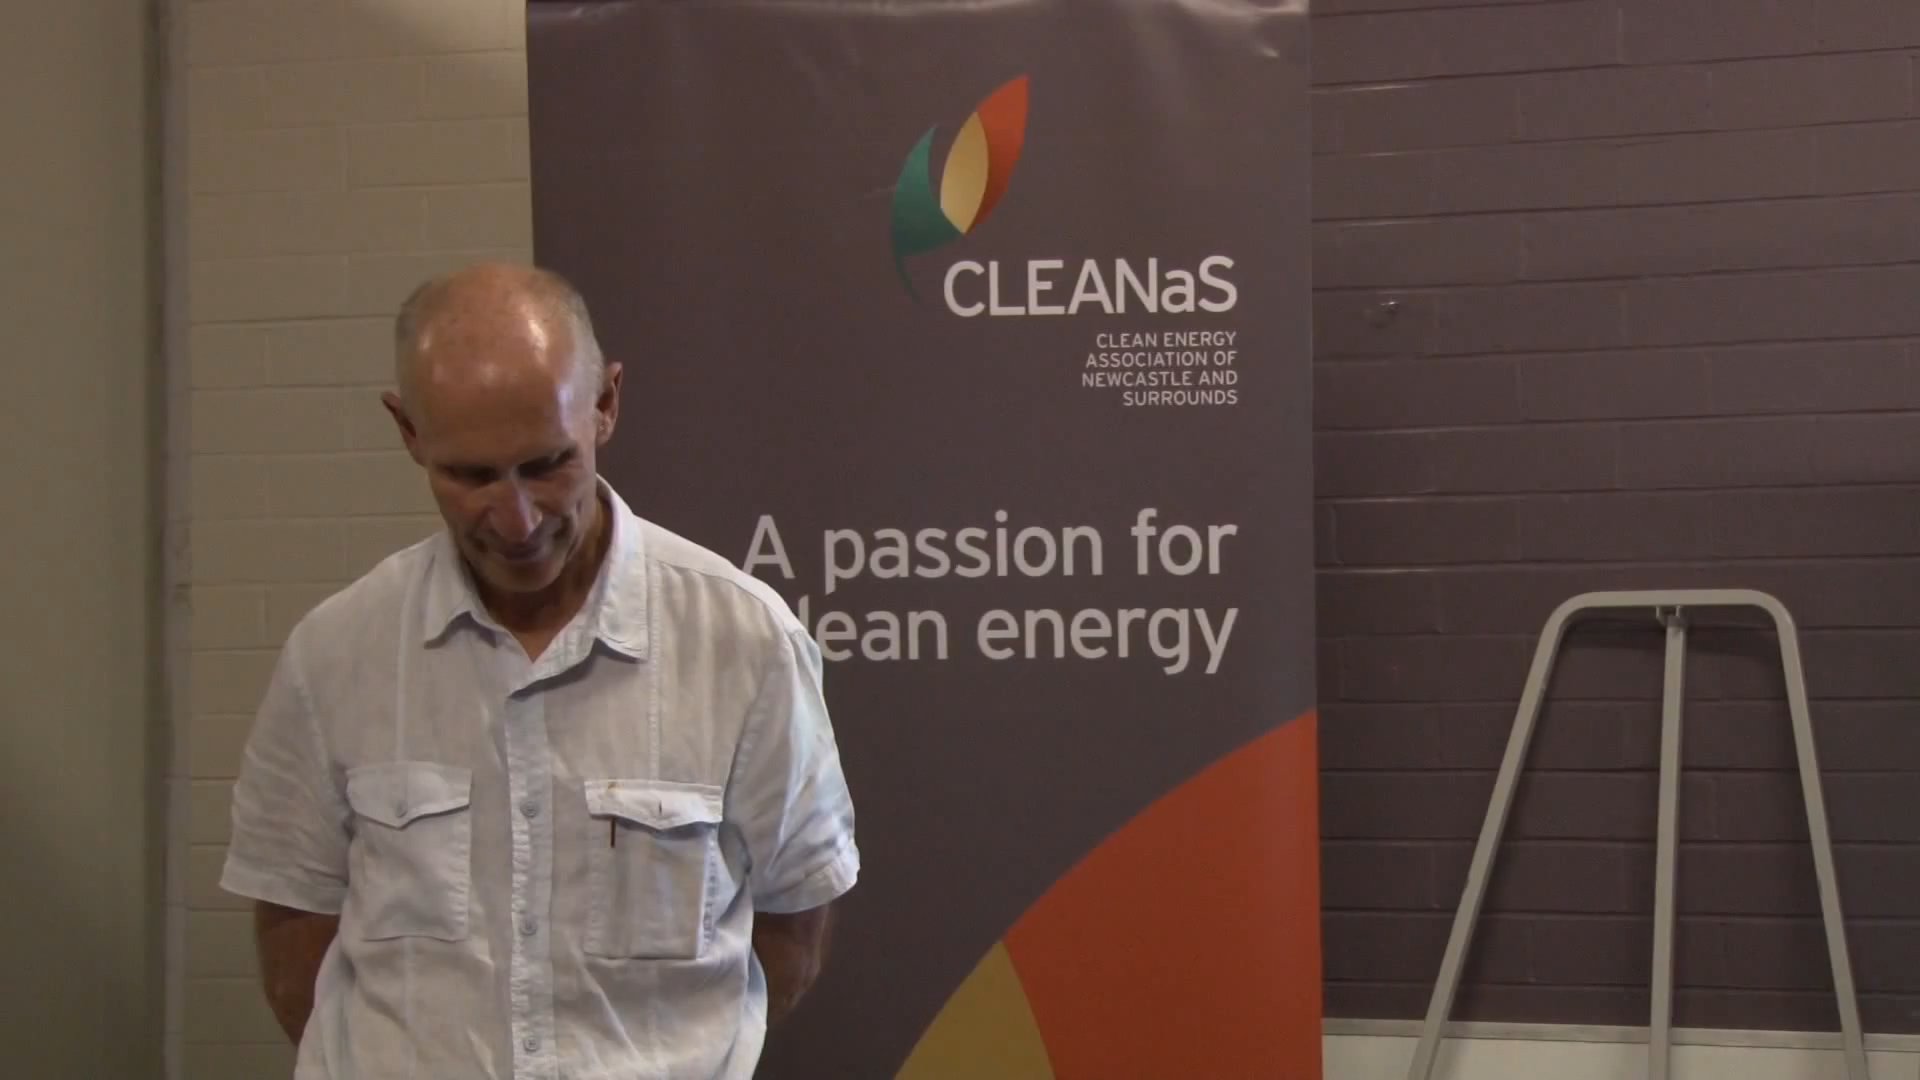 CLEANaS
CLEAN ENERGY
ASSOCIATION OF
NEWCASTLE AND
SURROUNDS
A passion for
lean energy